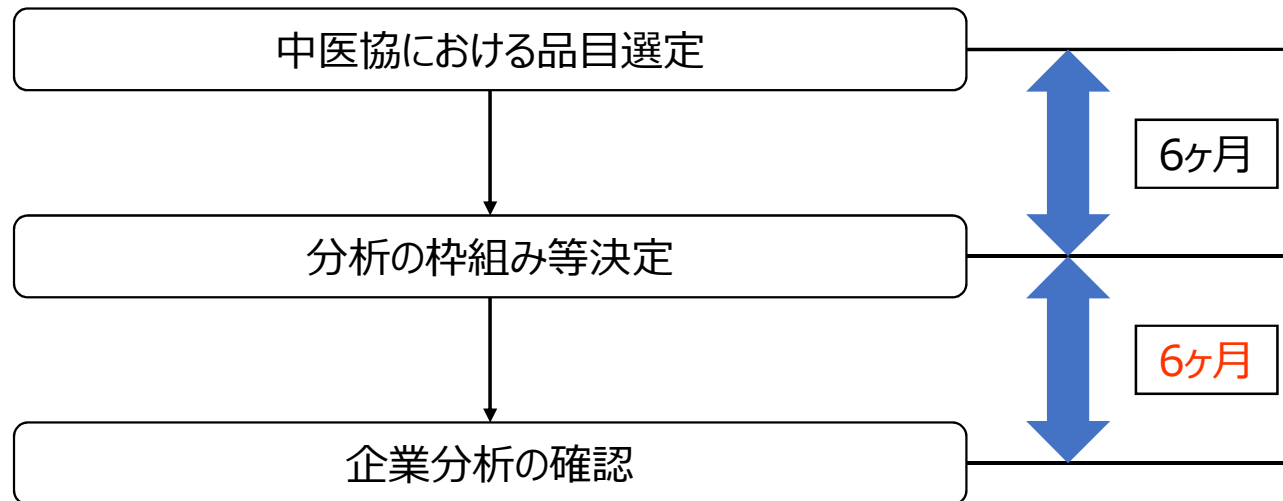 中医協における品目選定
6ヶ月
分析の枠組み等決定
6ヶ月
企業分析の確認